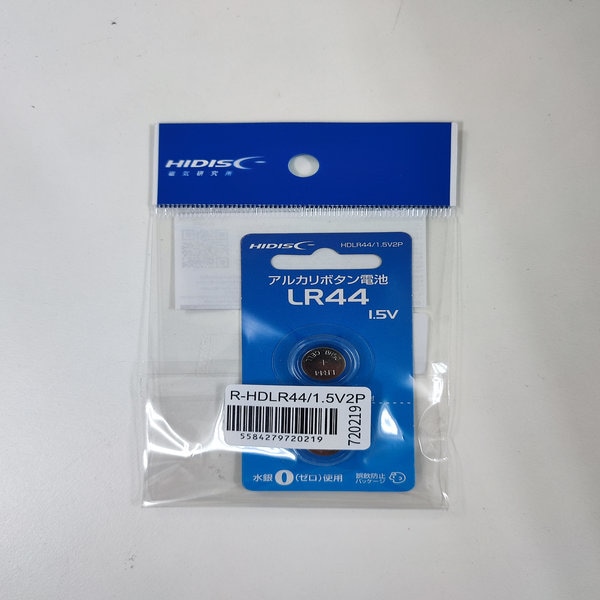 HIDISC
磁気研究所
HIDISC
HDLR44/1.5V2P
アルカリボタン電池
LR44
1.5V
LR44
R-HDLR44/1.5V2P
5584279720219
720219
水銀0(ゼロ)使用
誤飲防止
パッケージ